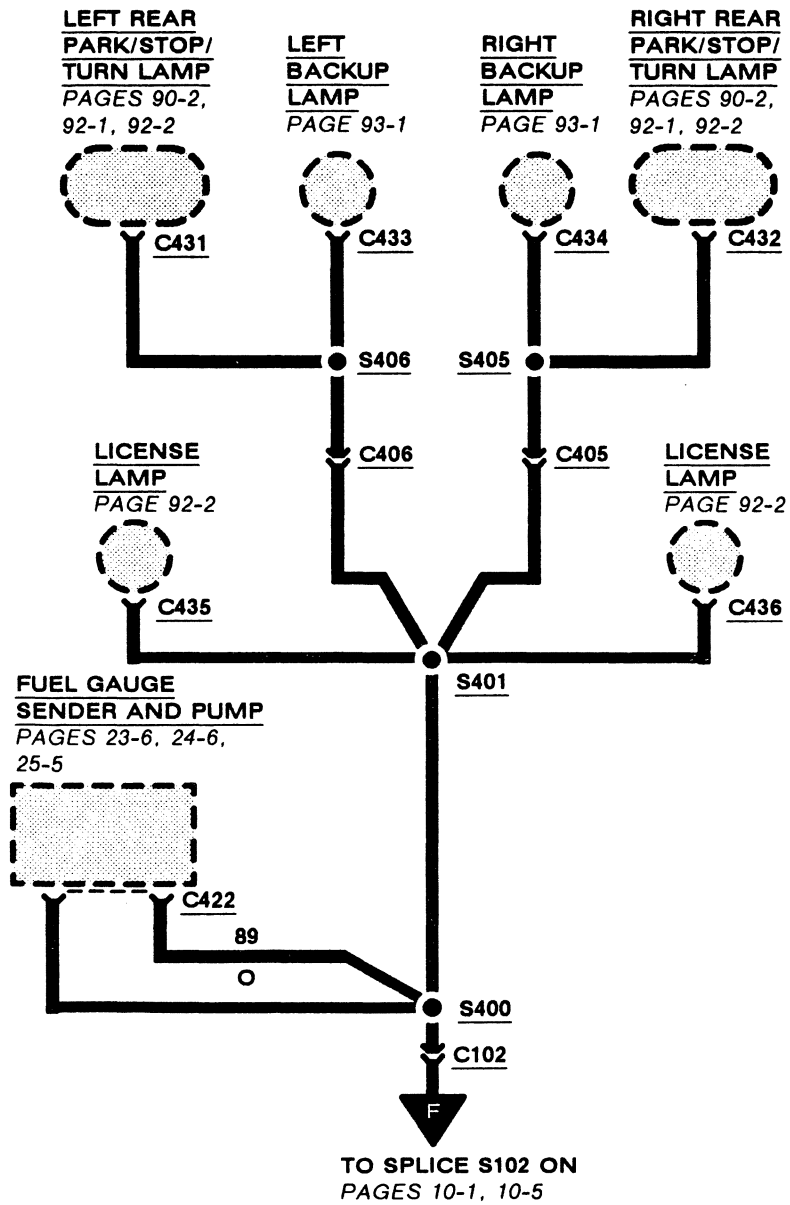 LEFT REAR
PARK/STOP/
TURN LAMP
PAGES 90-2,
92-1, 92-2
LEFT
BACKUP
LAMP
PAGE 93-1
RIGHT
BACKUP
LAMP
PAGE 93-1
RIGHT REAR
PARK/STOP/
TURN LAMP
PAGES 90-2,
92-1, 92-2
C431
C433
C434
C432
S406
S405
LICENSE
LAMP
PAGE 92-2
C406
C405
LICENSE
LAMP
PAGE 92-2
C435
C436
S401
FUEL GAUGE
SENDER AND PUMP
PAGES 23-6, 24-6,
25-5
C422
89
O
S400
C102
F
TO SPLICE S102 ON
PAGES 10-1, 10-5